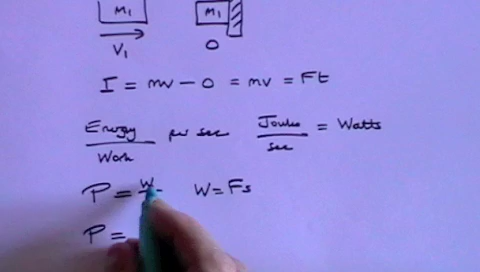 M1 M1
V1 0
I = mv - 0 = mv = Ft
Energy/Work per sec Joules/sec = Watts
P = W W = Fs
P =